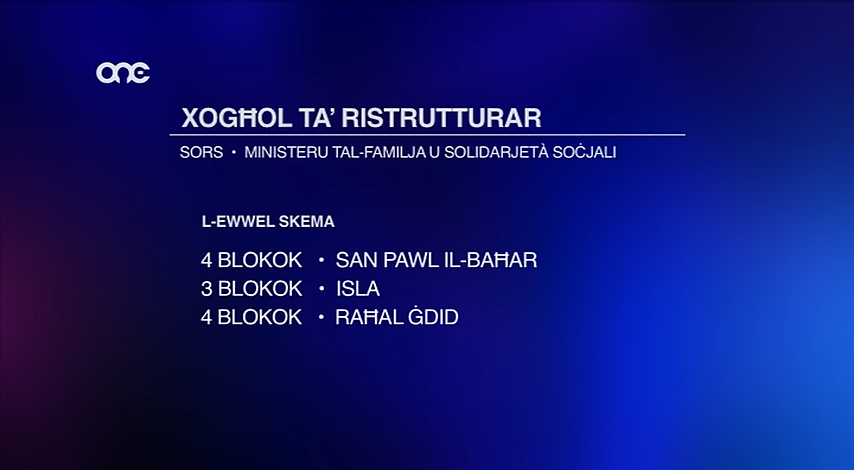 one
XOGĦOL TA' RISTRUTTURAR
SORS • MINISTERU TAL-FAMILJA U SOLIDARJETÀ SOĊJALI
L-EWWEL SKEMA
4 BLOKOK • SAN PAWL IL-BAĦAR
3 BLOKOK • ISLA
4 BLOKOK • RAĦAL ĠDID